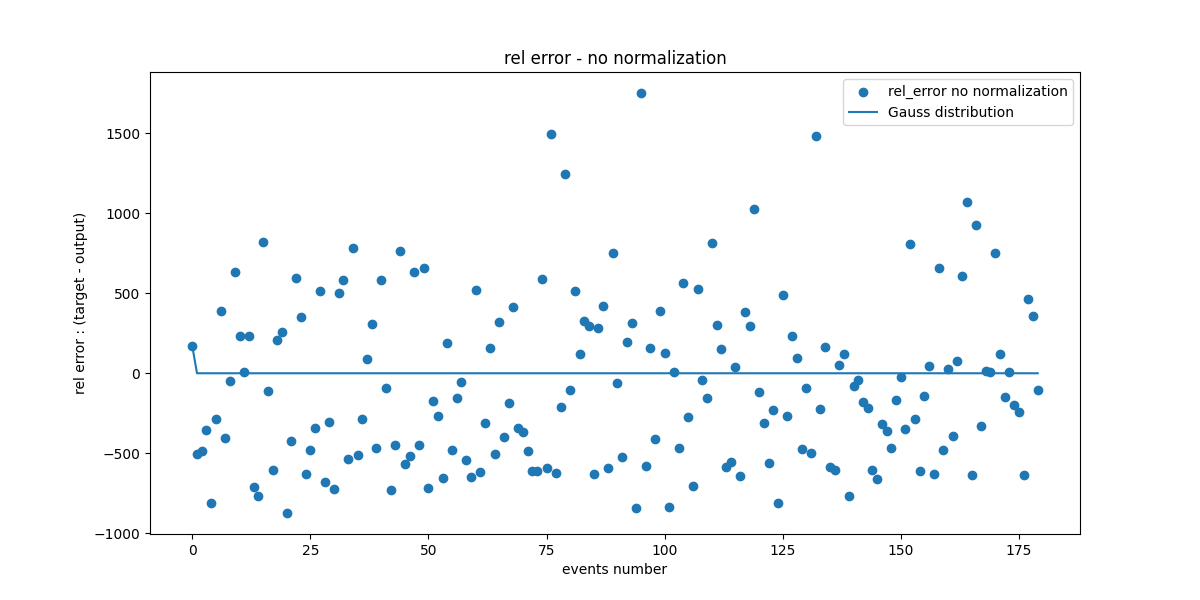 rel error - no normalization
rel_error no normalization
Gauss distribution
rel error : (target - output)
1500
1000
500
0
−500
−1000
0 25 50 75 100 125 150 175
events number